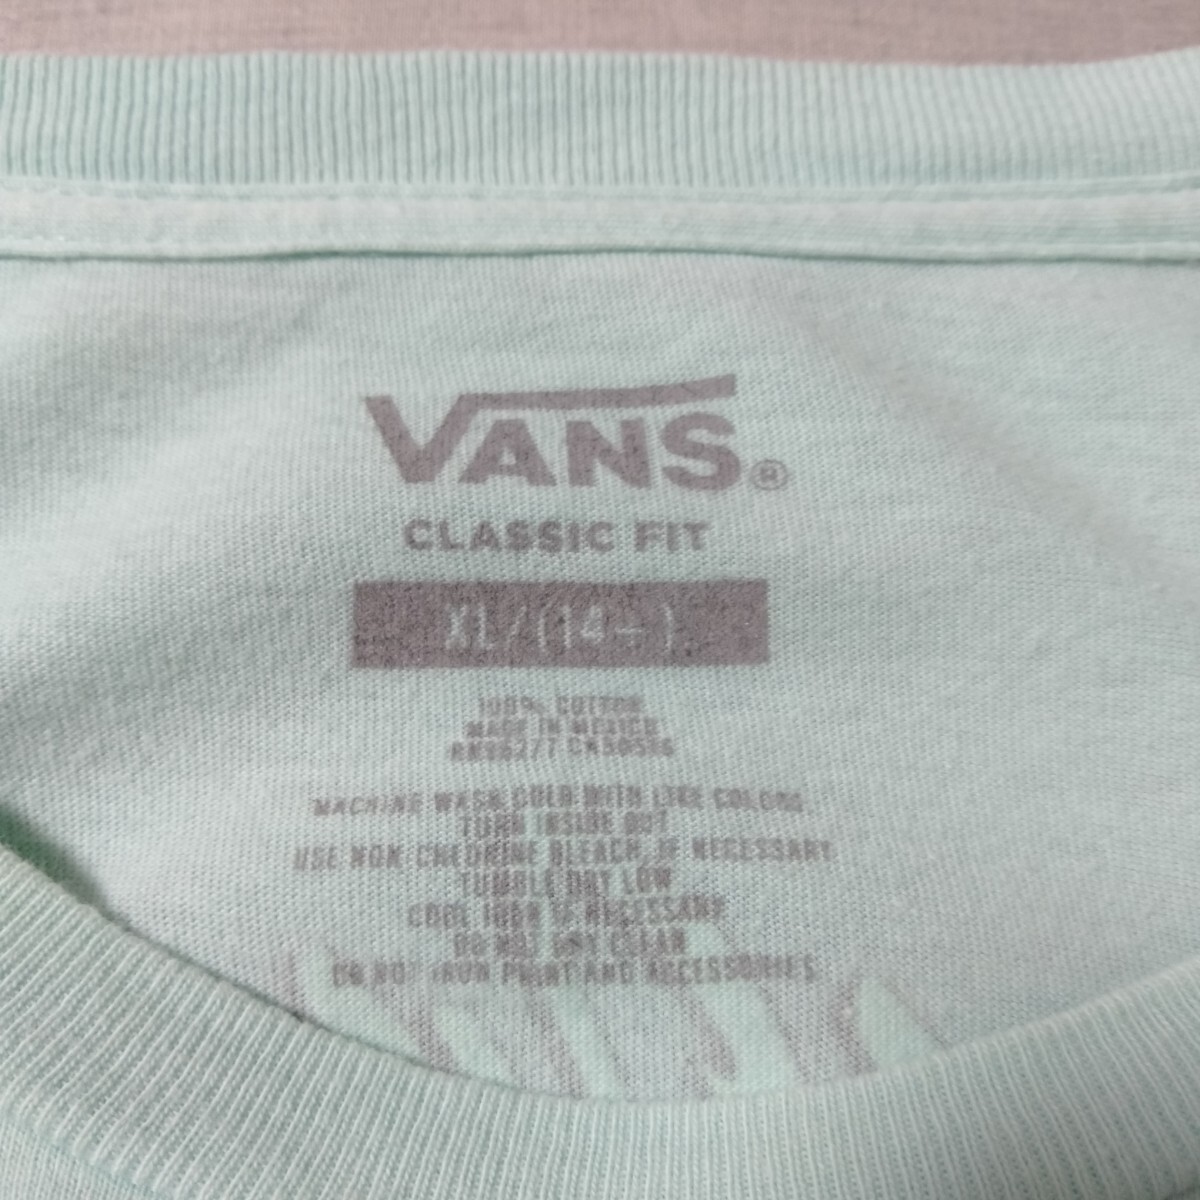 VANS®
CLASSIC FIT
XL/(14-)
100% COTTON
MADE IN MEXICO
MACHINE WASH COLD WITH LIKE COLORS
TURN INSIDE OUT
USE NON-CHLORINE BLEACH, IF NECESSARY
TUMBLE DRY LOW
COOL IRON IF NECESSARY
DO NOT DRY CLEAN
DO NOT IRON PRINT AND ACCESSORIES